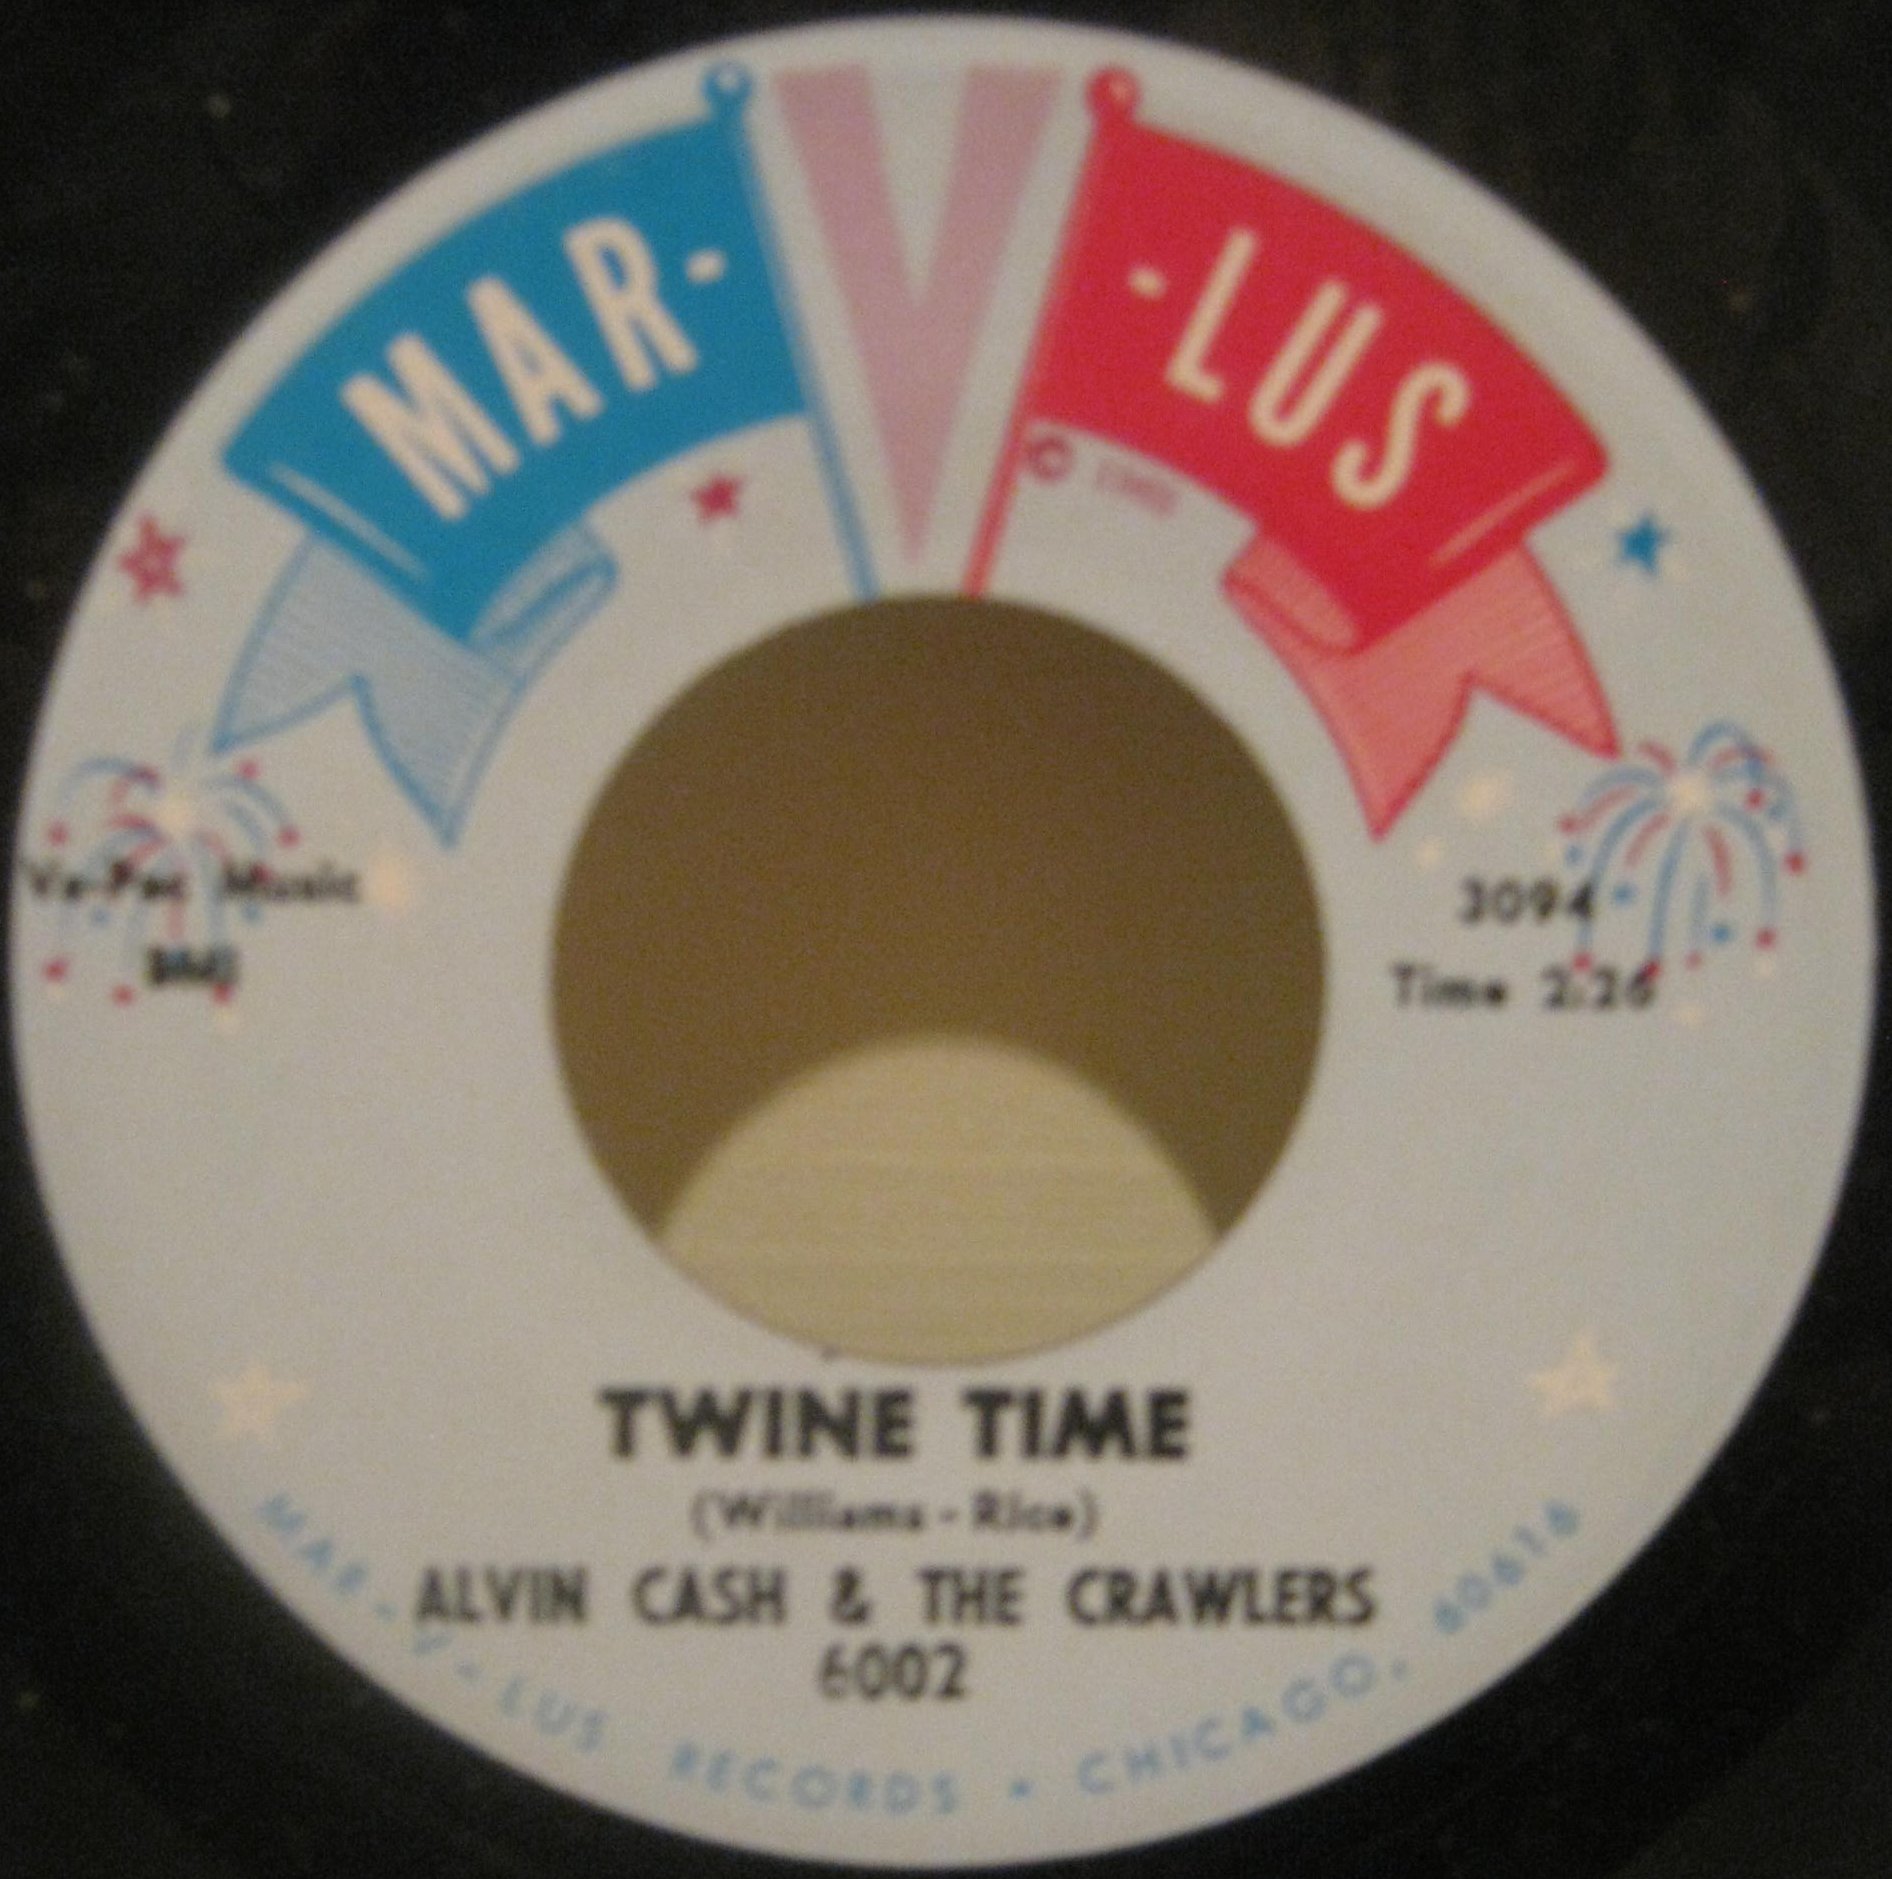 MAR-V-LUS
©
Va-Pac Music
BMI
3094
Time 2:26
TWINE TIME
(Williams - Rice)
ALVIN CASH & THE CRAWLERS
6002
MAR-V-LUS RECORDS • CHICAGO, 60616